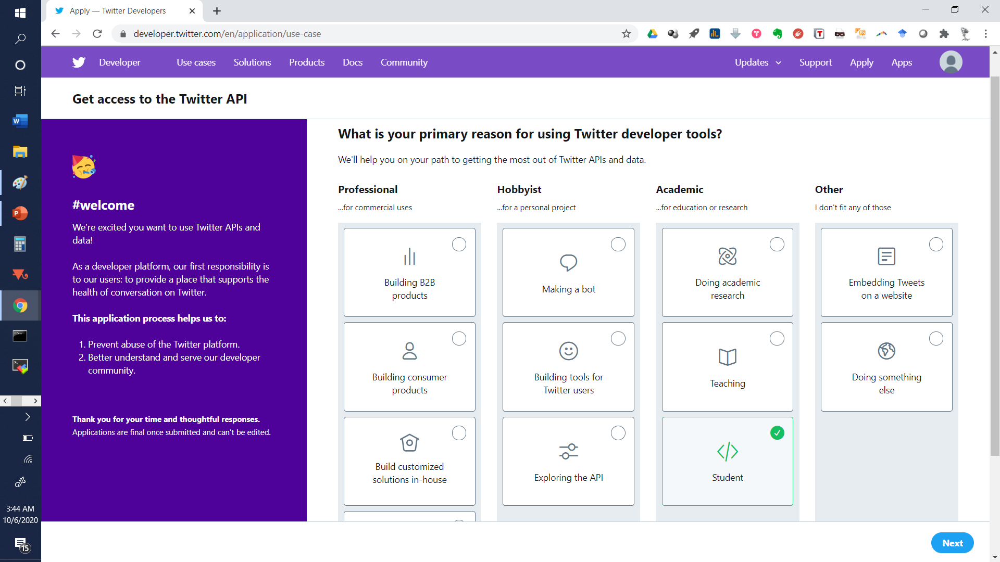 Apply — Twitter Developers
developer.twitter.com/en/application/use-case
Developer
Use cases
Solutions
Products
Docs
Community
Updates
Support
Apply
Apps
Get access to the Twitter API
#welcome
We’re excited you want to use Twitter APIs and
data!
As a developer platform, our first responsibility is
to our users: to provide a place that supports the
health of conversation on Twitter.
This application process helps us to:
1. Prevent abuse of the Twitter platform.
2. Better understand and serve our developer
community.
Thank you for your time and thoughtful responses.
Applications are final once submitted and can’t be edited.
What is your primary reason for using Twitter developer tools?
We'll help you on your path to getting the most out of Twitter APIs and data.
Professional
...for commercial uses
Building B2B
products
Building consumer
products
Build customized
solutions in-house
Hobbyist
...for a personal project
Making a bot
Building tools for
Twitter users
Exploring the API
Academic
...for education or research
Doing academic
research
Teaching
Student
Other
I don't fit any of those
Embedding Tweets
on a website
Doing something
else
Next
3:44 AM
10/6/2020
15